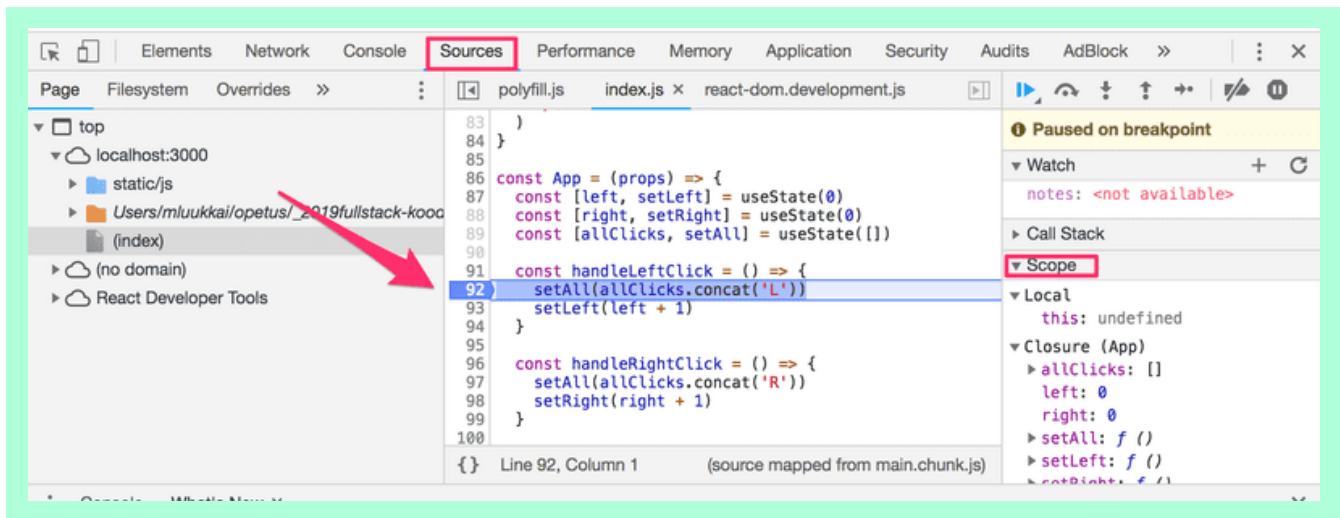 Elements Network Console Sources Performance Memory Application Security Audits AdBlock »
Page Filesystem Overrides »
polyfill.js index.js × react-dom.development.js
top
localhost:3000
static/js
Users/mluukkai/opetus/_2019fullstack-kood
(index)
(no domain)
React Developer Tools
83 )
84 }
85
86 const App = (props) => {
87 const [left, setLeft] = useState(0)
88 const [right, setRight] = useState(0)
89 const [allClicks, setAll] = useState([])
90
91 const handleLeftClick = () => {
92 setAll(allClicks.concat('L'))
93 setLeft(left + 1)
94 }
95
96 const handleRightClick = () => {
97 setAll(allClicks.concat('R'))
98 setRight(right + 1)
99 }
100
{} Line 92, Column 1 (source mapped from main.chunk.js)
Paused on breakpoint
Watch
notes: <not available>
Call Stack
Scope
Local
this: undefined
Closure (App)
allClicks: []
left: 0
right: 0
setAll: ƒ ()
setLeft: ƒ ()
setRight: ƒ ()
Console What's New ×